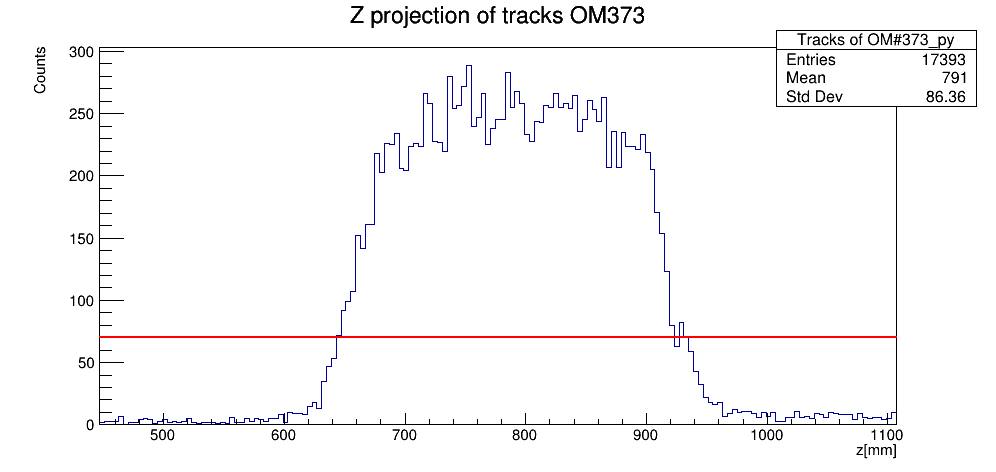 Z projection of tracks OM373
Counts
Tracks of OM#373_py
Entries 17393
Mean 791
Std Dev 86.36
300
250
200
150
100
50
0
500 600 700 800 900 1000 1100
z[mm]